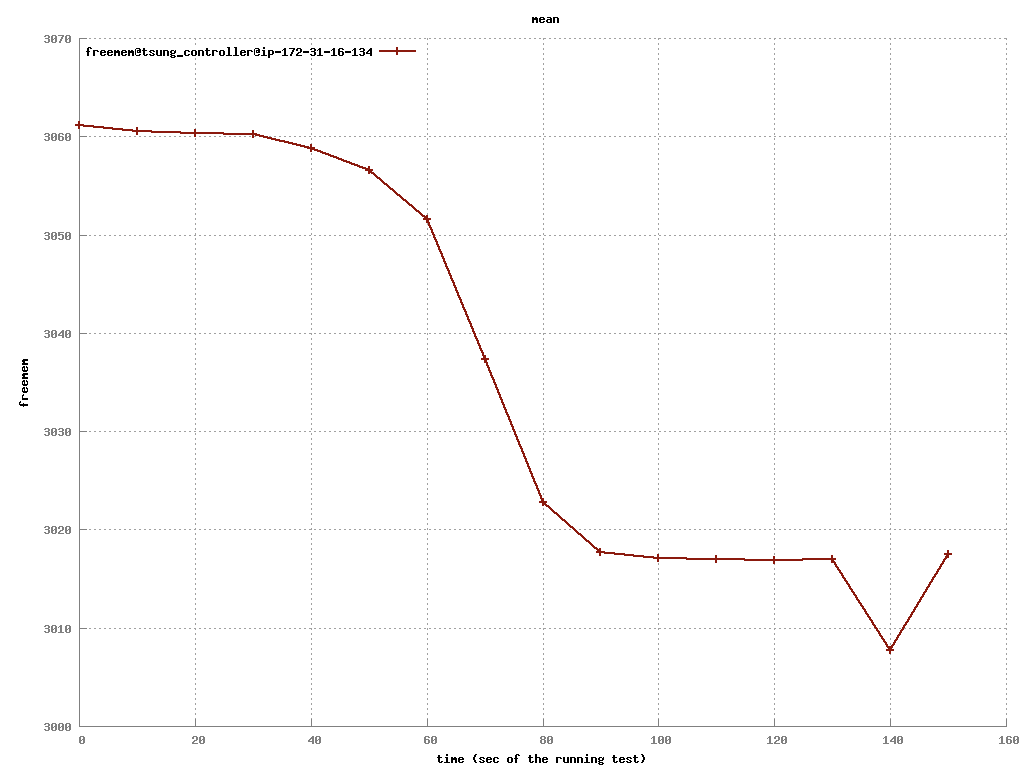 mean
3070
freemem@tsung_controller@ip-172-31-16-134
3060
3050
3040
freemem
3030
3020
3010
3000
0 20 40 60 80 100 120 140 160
time (sec of the running test)